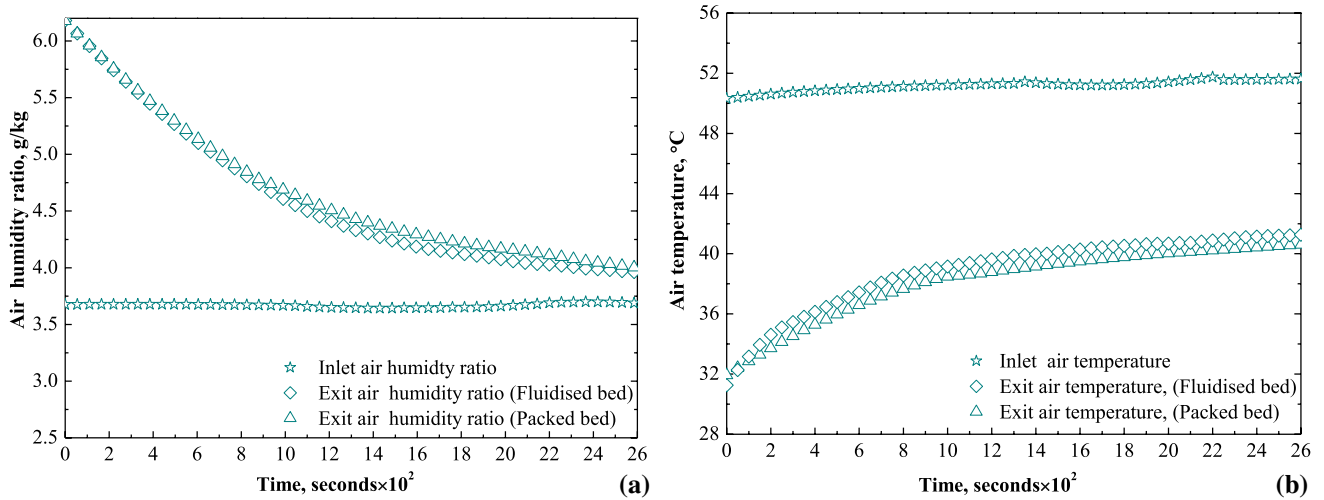 Air humidity ratio, g/kg
6.0
5.5
5.0
4.5
4.0
3.5
3.0
2.5
Inlet air humidty ratio
Exit air humidity ratio (Fluidised bed)
Exit air humidity ratio (Packed bed)
0 2 4 6 8 10 12 14 16 18 20 22 24 26
Time, seconds×10²
(a)
Air temperature, °C
56
52
48
44
40
36
32
28
Inlet air temperature
Exit air temperature, (Fluidised bed)
Exit air temperature, (Packed bed)
0 2 4 6 8 10 12 14 16 18 20 22 24 26
Time, seconds×10²
(b)